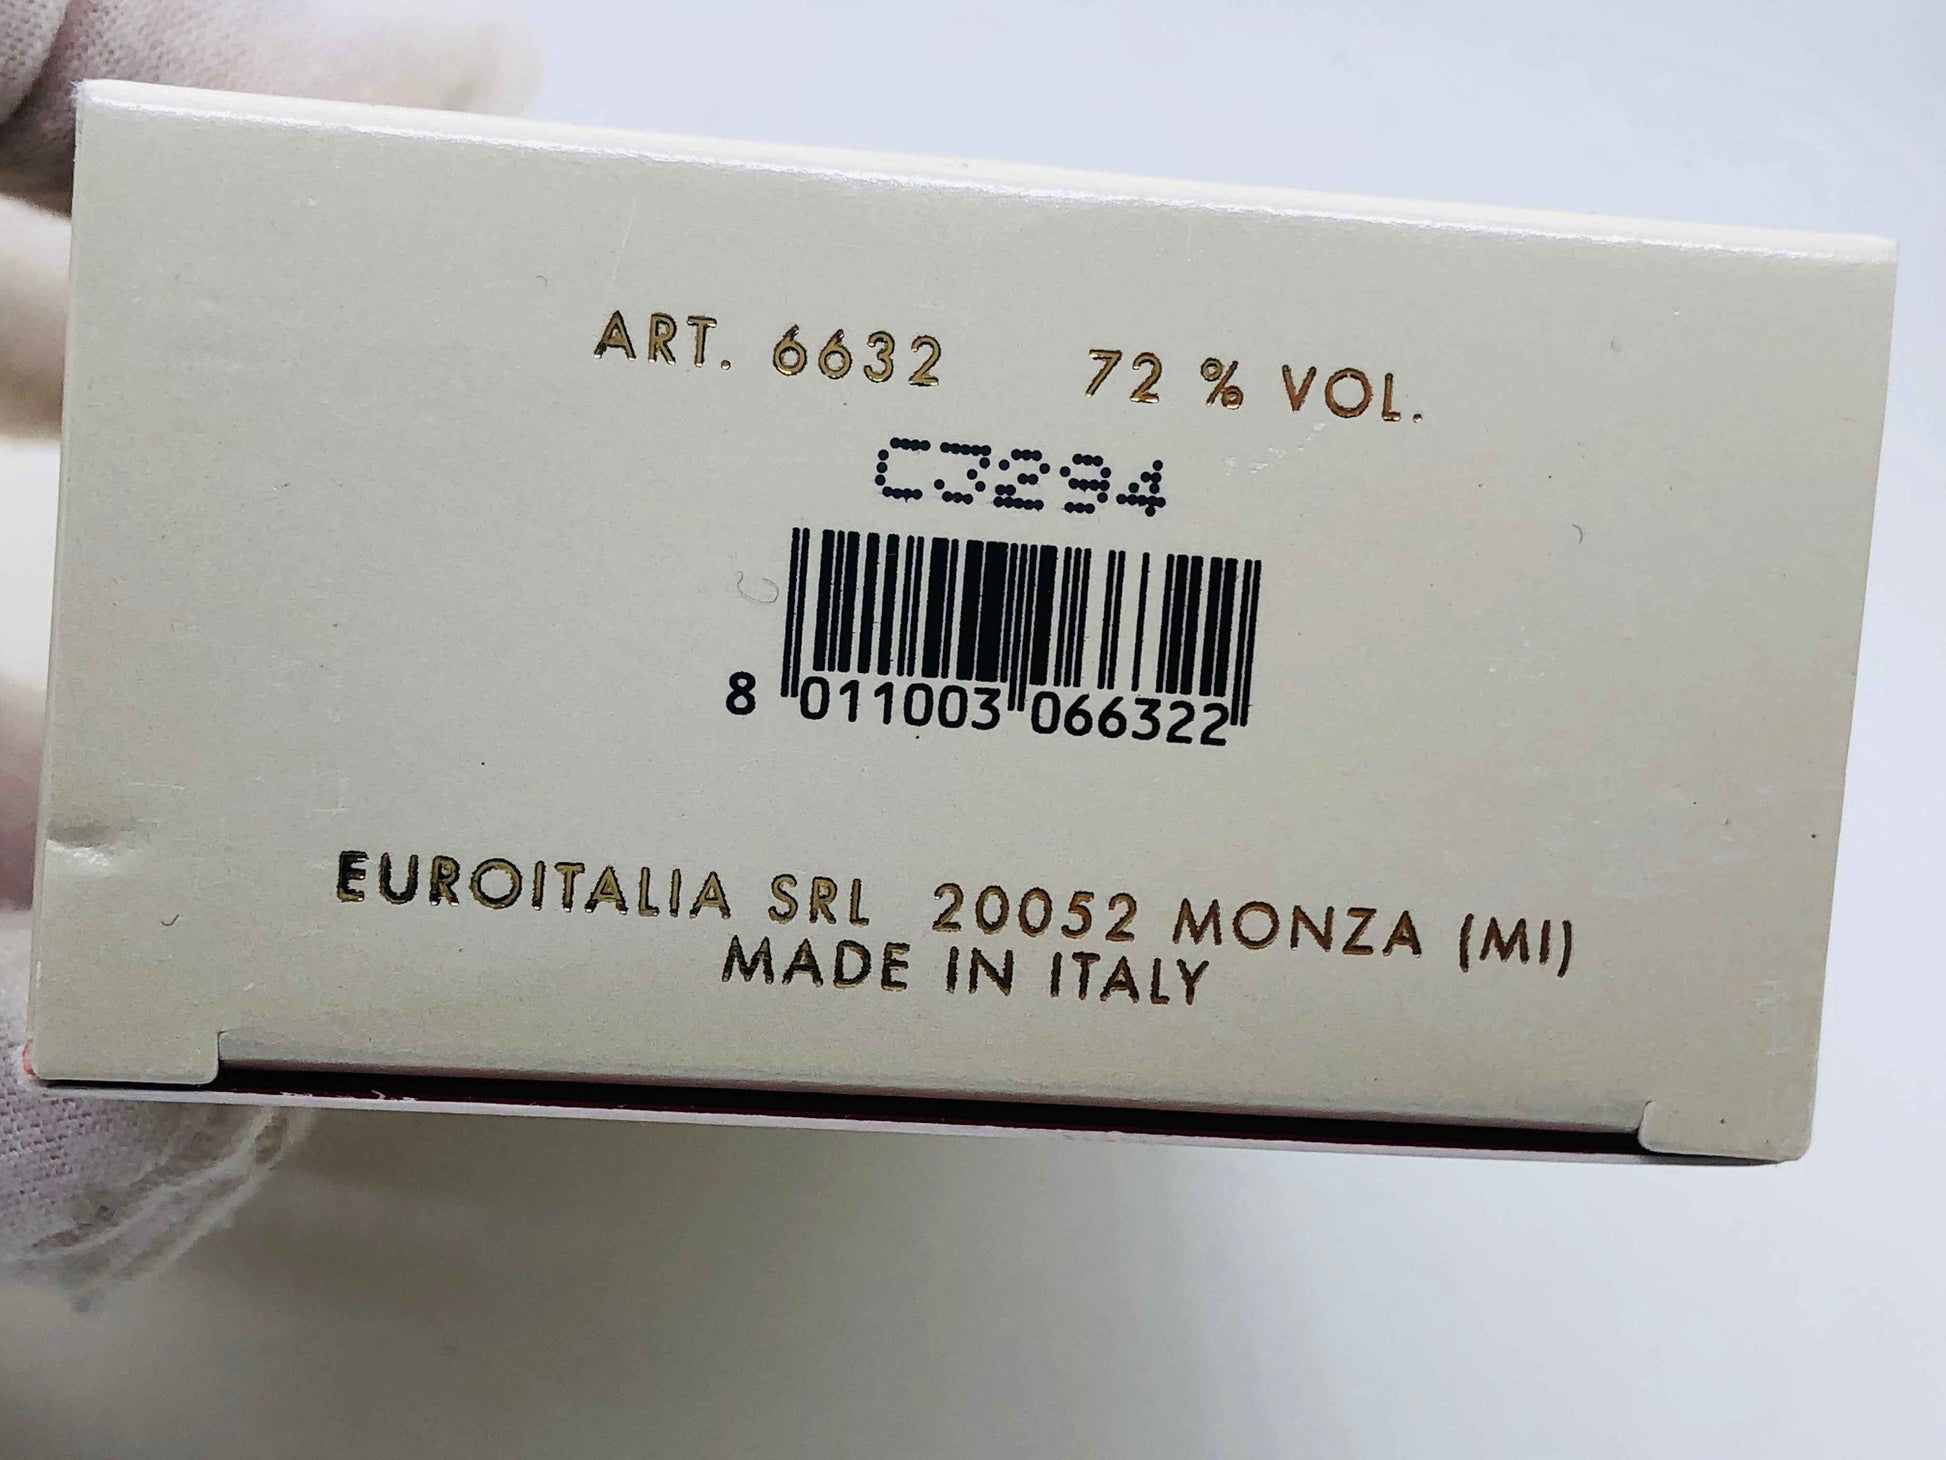 ART. 6632 72 % VOL.
C3294
8 011003 066322
EUROITALIA SRL 20052 MONZA (MI)
MADE IN ITALY